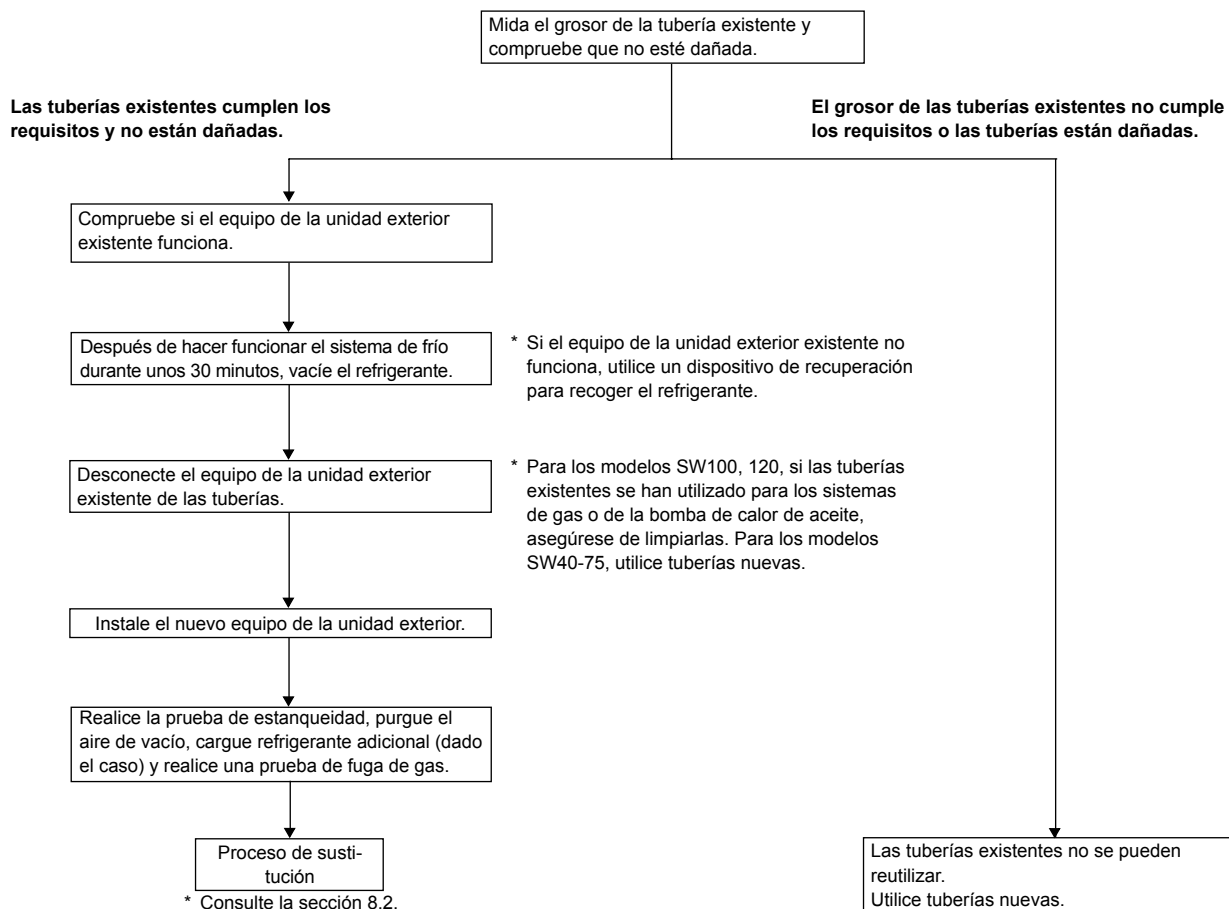 Mida el grosor de la tubería existente y
compruebe que no esté dañada.
Las tuberías existentes cumplen los
requisitos y no están dañadas.
El grosor de las tuberías existentes no cumple
los requisitos o las tuberías están dañadas.
Compruebe si el equipo de la unidad exterior
existente funciona.
Después de hacer funcionar el sistema de frío
durante unos 30 minutos, vacíe el refrigerante.
* Si el equipo de la unidad exterior existente no
funciona, utilice un dispositivo de recuperación
para recoger el refrigerante.
Desconecte el equipo de la unidad exterior
existente de las tuberías.
* Para los modelos SW100, 120, si las tuberías
existentes se han utilizado para los sistemas
de gas o de la bomba de calor de aceite,
asegúrese de limpiarlas. Para los modelos
SW40-75, utilice tuberías nuevas.
Instale el nuevo equipo de la unidad exterior.
Realice la prueba de estanqueidad, purgue el
aire de vacío, cargue refrigerante adicional (dado
el caso) y realice una prueba de fuga de gas.
Proceso de susti-
tución
* Consulte la sección 8.2.
Las tuberías existentes no se pueden
reutilizar.
Utilice tuberías nuevas.